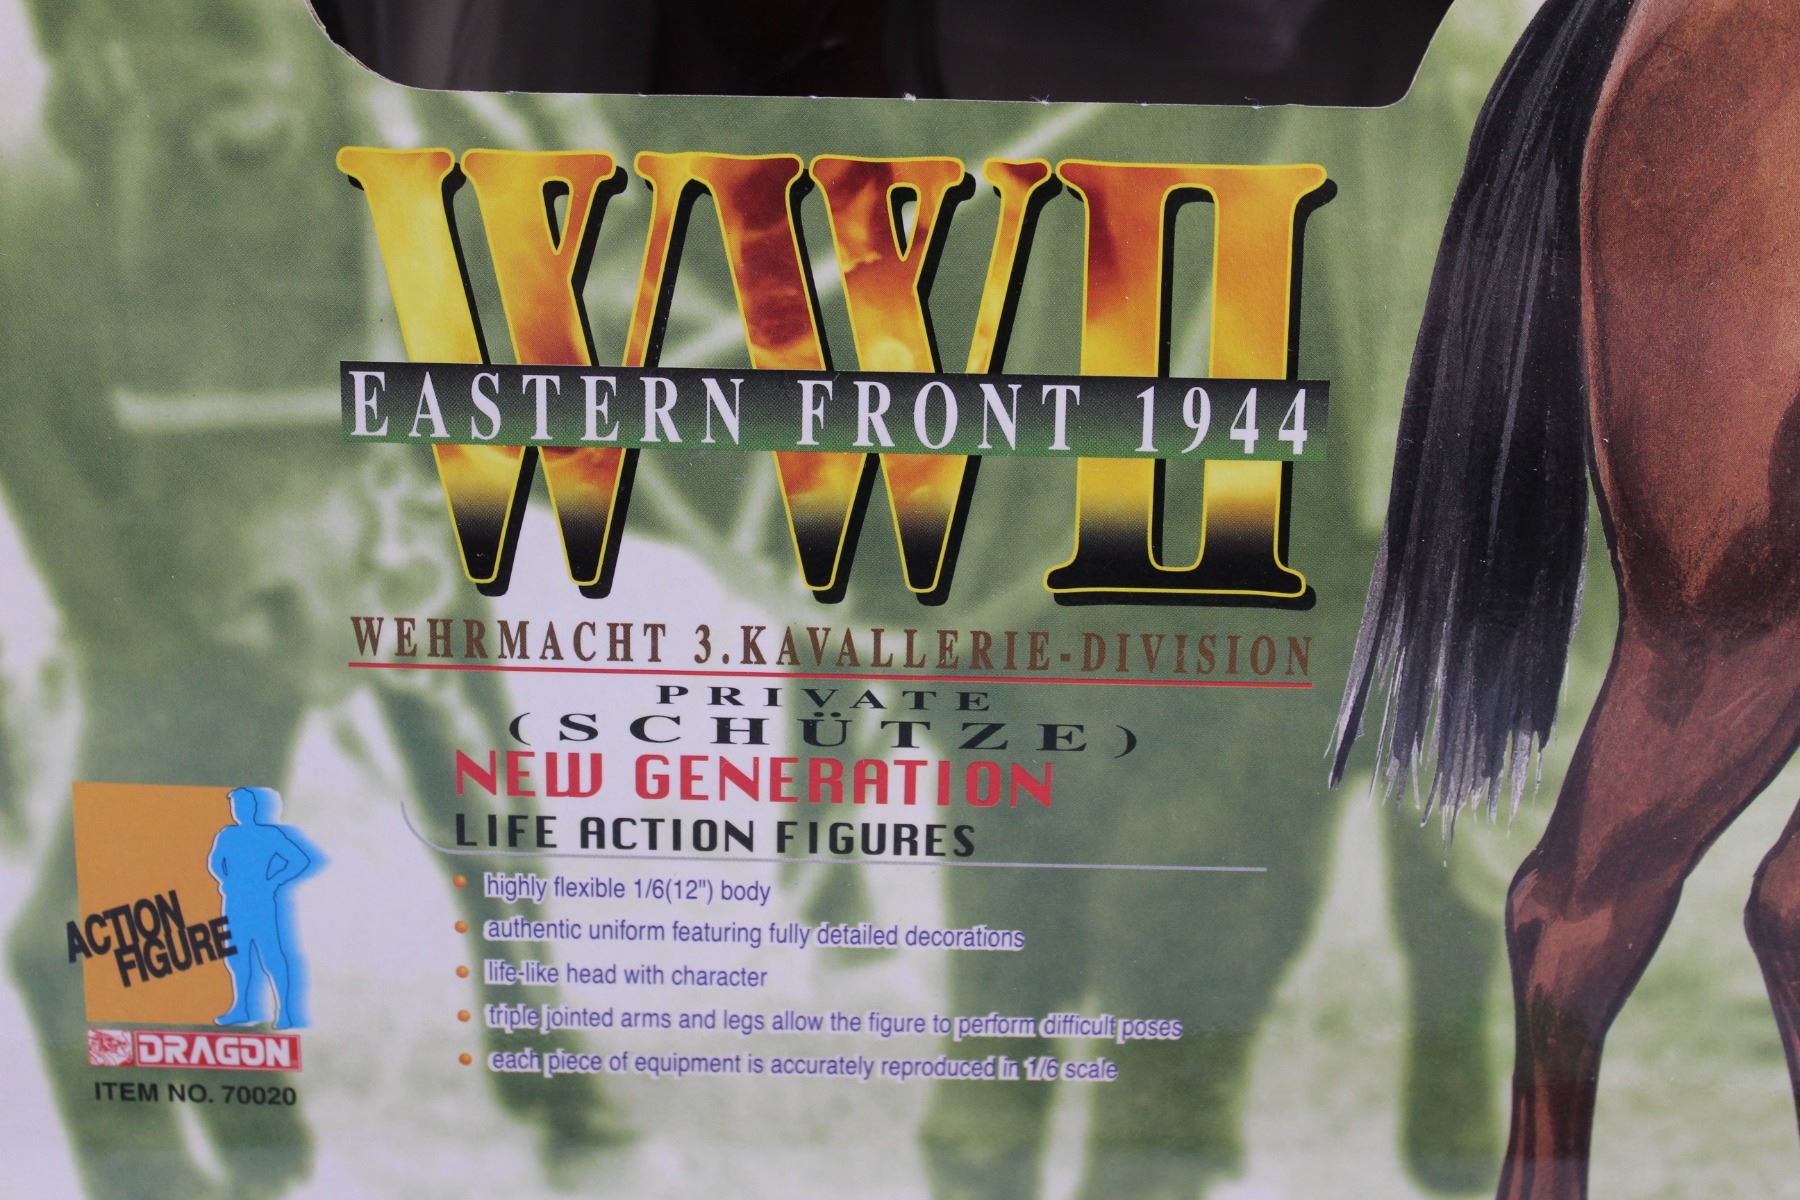 WWII
EASTERN FRONT 1944
WEHRMACHT 3.KAVALLERIE-DIVISION
PRIVATE
(SCHÜTZE)
NEW GENERATION
LIFE ACTION FIGURES
• highly flexible 1/6(12") body
• authentic uniform featuring fully detailed decorations
• life-like head with character
• triple jointed arms and legs allow the figure to perform difficult poses
• each piece of equipment is accurately reproduced in 1/6 scale
ACTION
FIGURE
DRAGON
ITEM NO. 70020